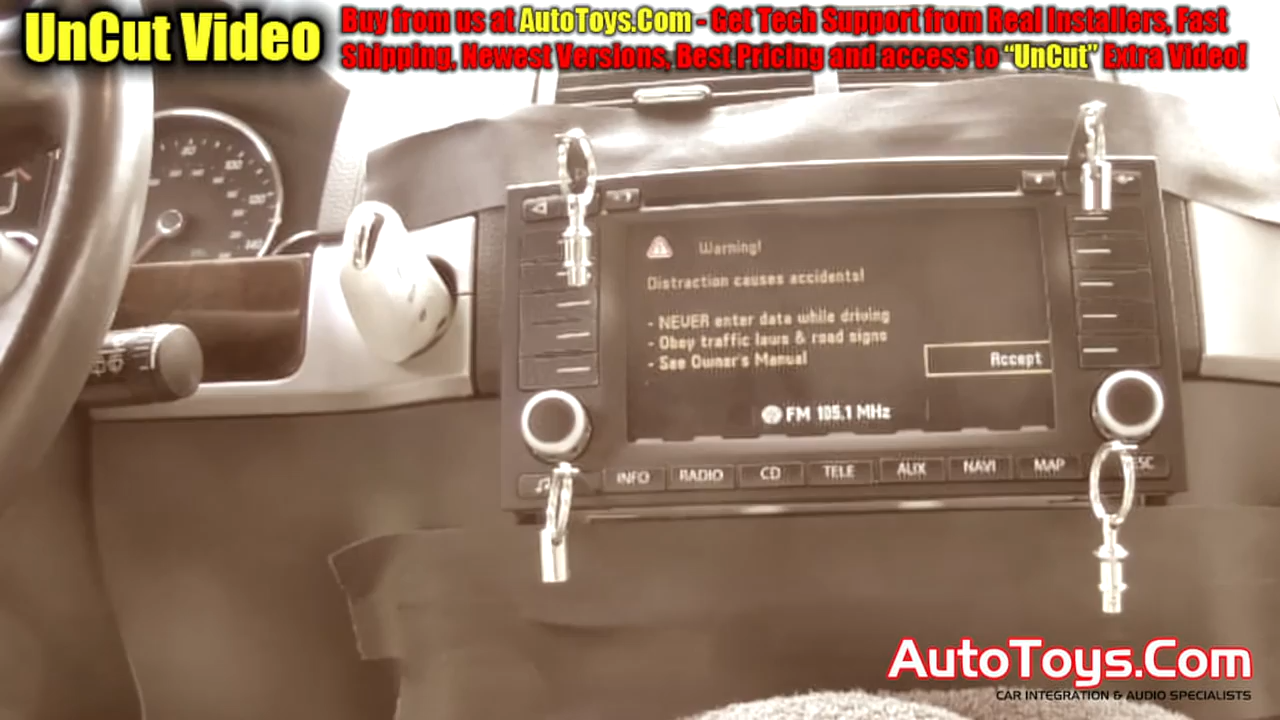 UnCut Video
Buy from us at AutoToys.Com - Get Tech Support from Real Installers, Fast
Shipping, Newest Versions, Best Pricing and access to “UnCut” Extra Video!
Warning!
Distraction causes accidents!
- NEVER enter data while driving
- Obey traffic laws & road signs
- See Owner's Manual
Accept
FM 105.1 MHz
INFO RADIO CD TELE AUX NAVI MAP
AutoToys.Com
CAR INTEGRATION & AUDIO SPECIALISTS